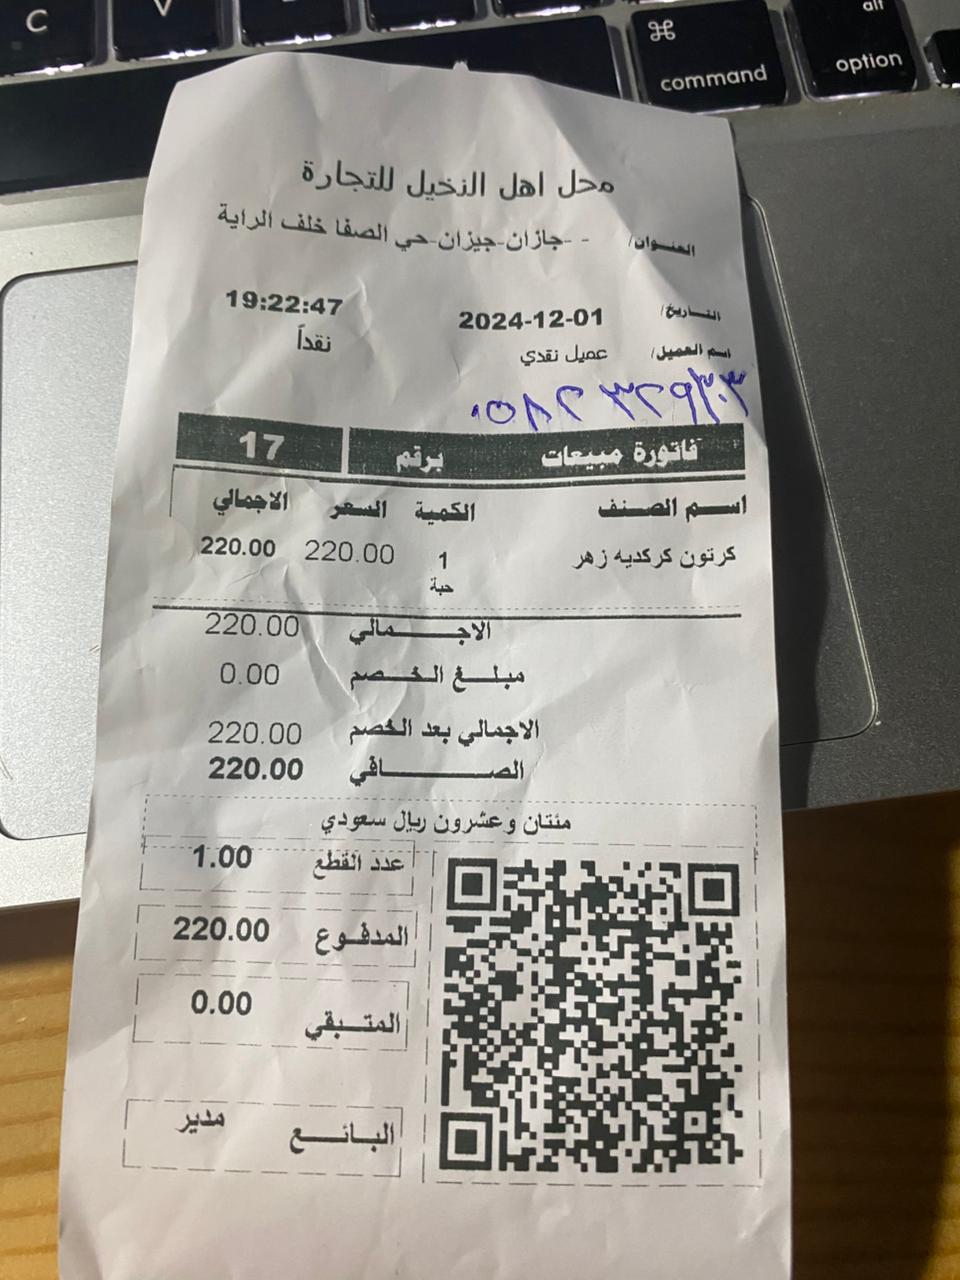 C
V
⌘
command
alt
option
محل اهل النخيل للتجارة
العنوان/ - -جازان-جيزان-حي الصفا خلف الراية
التاريخ/ 2024-12-01 19:22:47
اسم العميل/ عميل نقدي نقداً
فاتورة مبيعات برقم 17
اسم الصنف الكمية السعر الاجمالي
كرتون كركديه زهر 1 220.00 220.00
حبة
الاجمالي 220.00
مبلغ الخصم 0.00
الاجمالي بعد الخصم 220.00
الصافي 220.00
مئتان وعشرون ريال سعودي
عدد القطع 1.00
المدفوع 220.00
المتبقي 0.00
البائع مدير